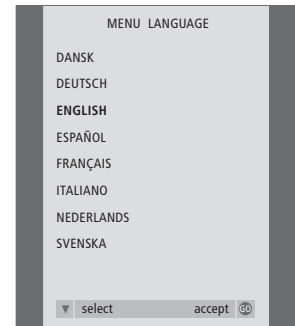 MENU LANGUAGE
DANSK
DEUTSCH
ENGLISH
ESPAÑOL
FRANÇAIS
ITALIANO
NEDERLANDS
SVENSKA
▼ select accept GO